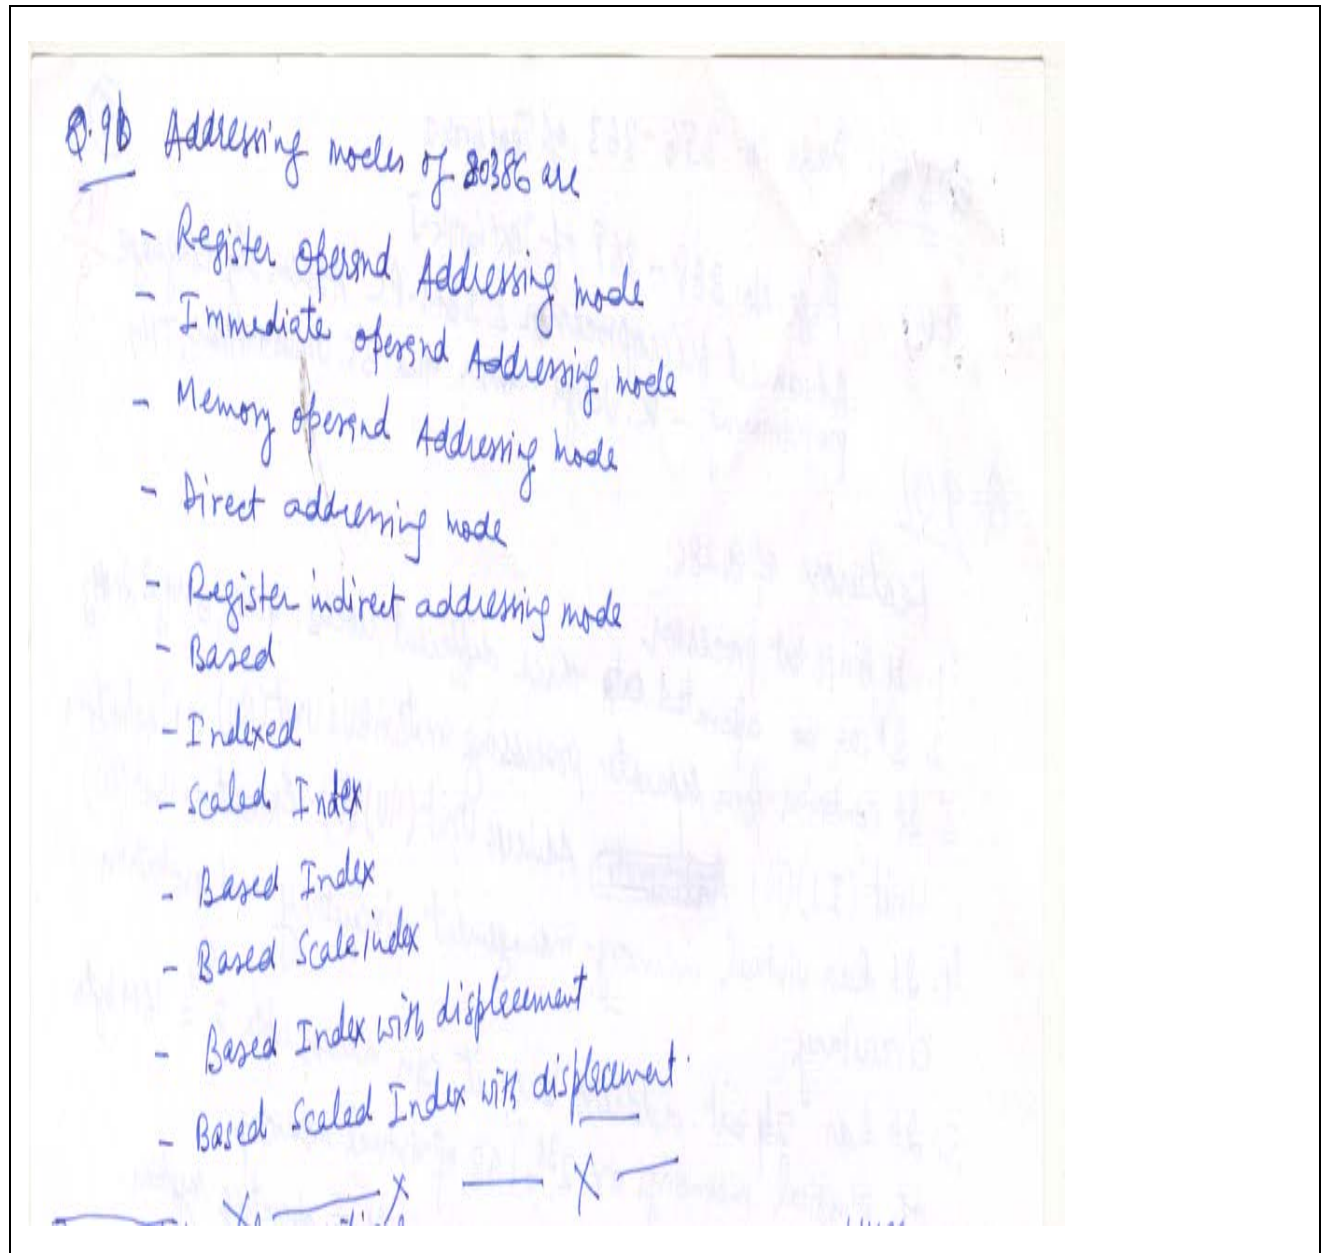 Q.9b Addressing modes of 80386 are
- Register operand Addressing mode
- Immediate operand Addressing mode
- Memory operand Addressing mode
- Direct addressing mode
- Register indirect addressing mode
- Based
- Indexed
- Scaled Index
- Based Index
- Based Scale index
- Based Index with displacement
- Based Scaled Index with displacement.